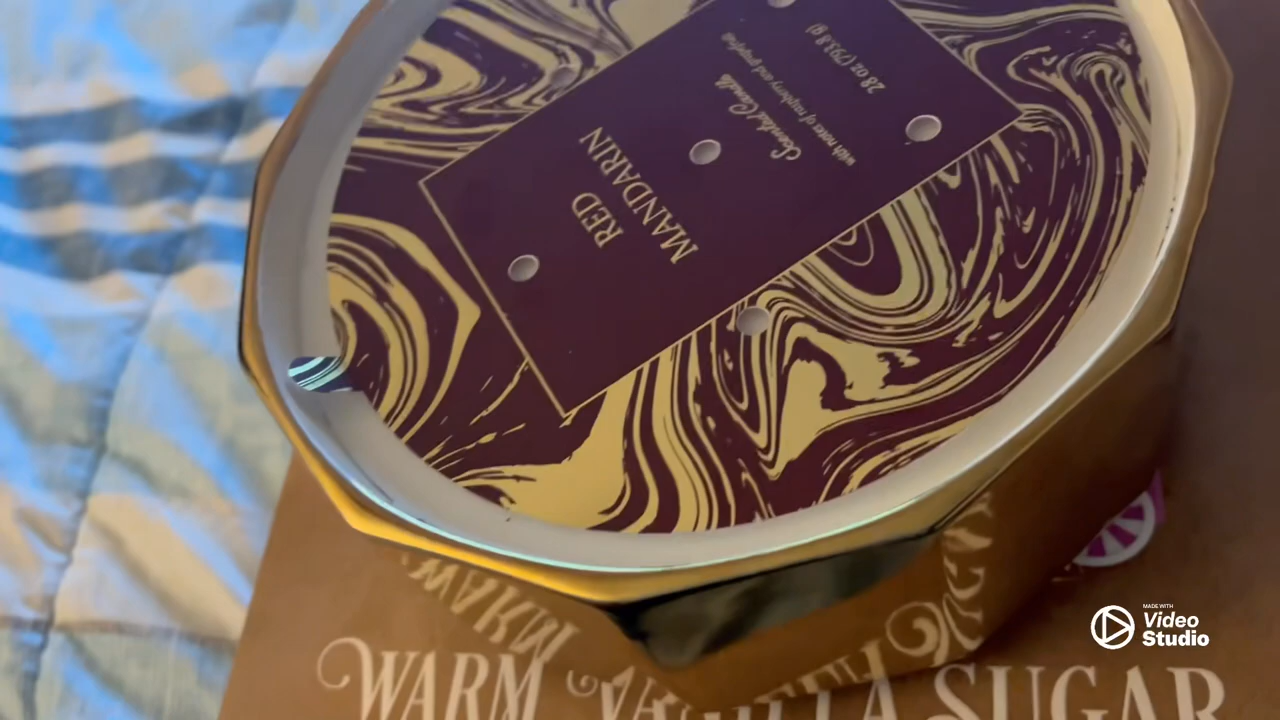 RED
MANDARIN
Scented Candle
with notes of raspberry and grapefruit
28 oz (793.8 g)
WARM VANILLA SUGAR
MADE WITH
Video
Studio